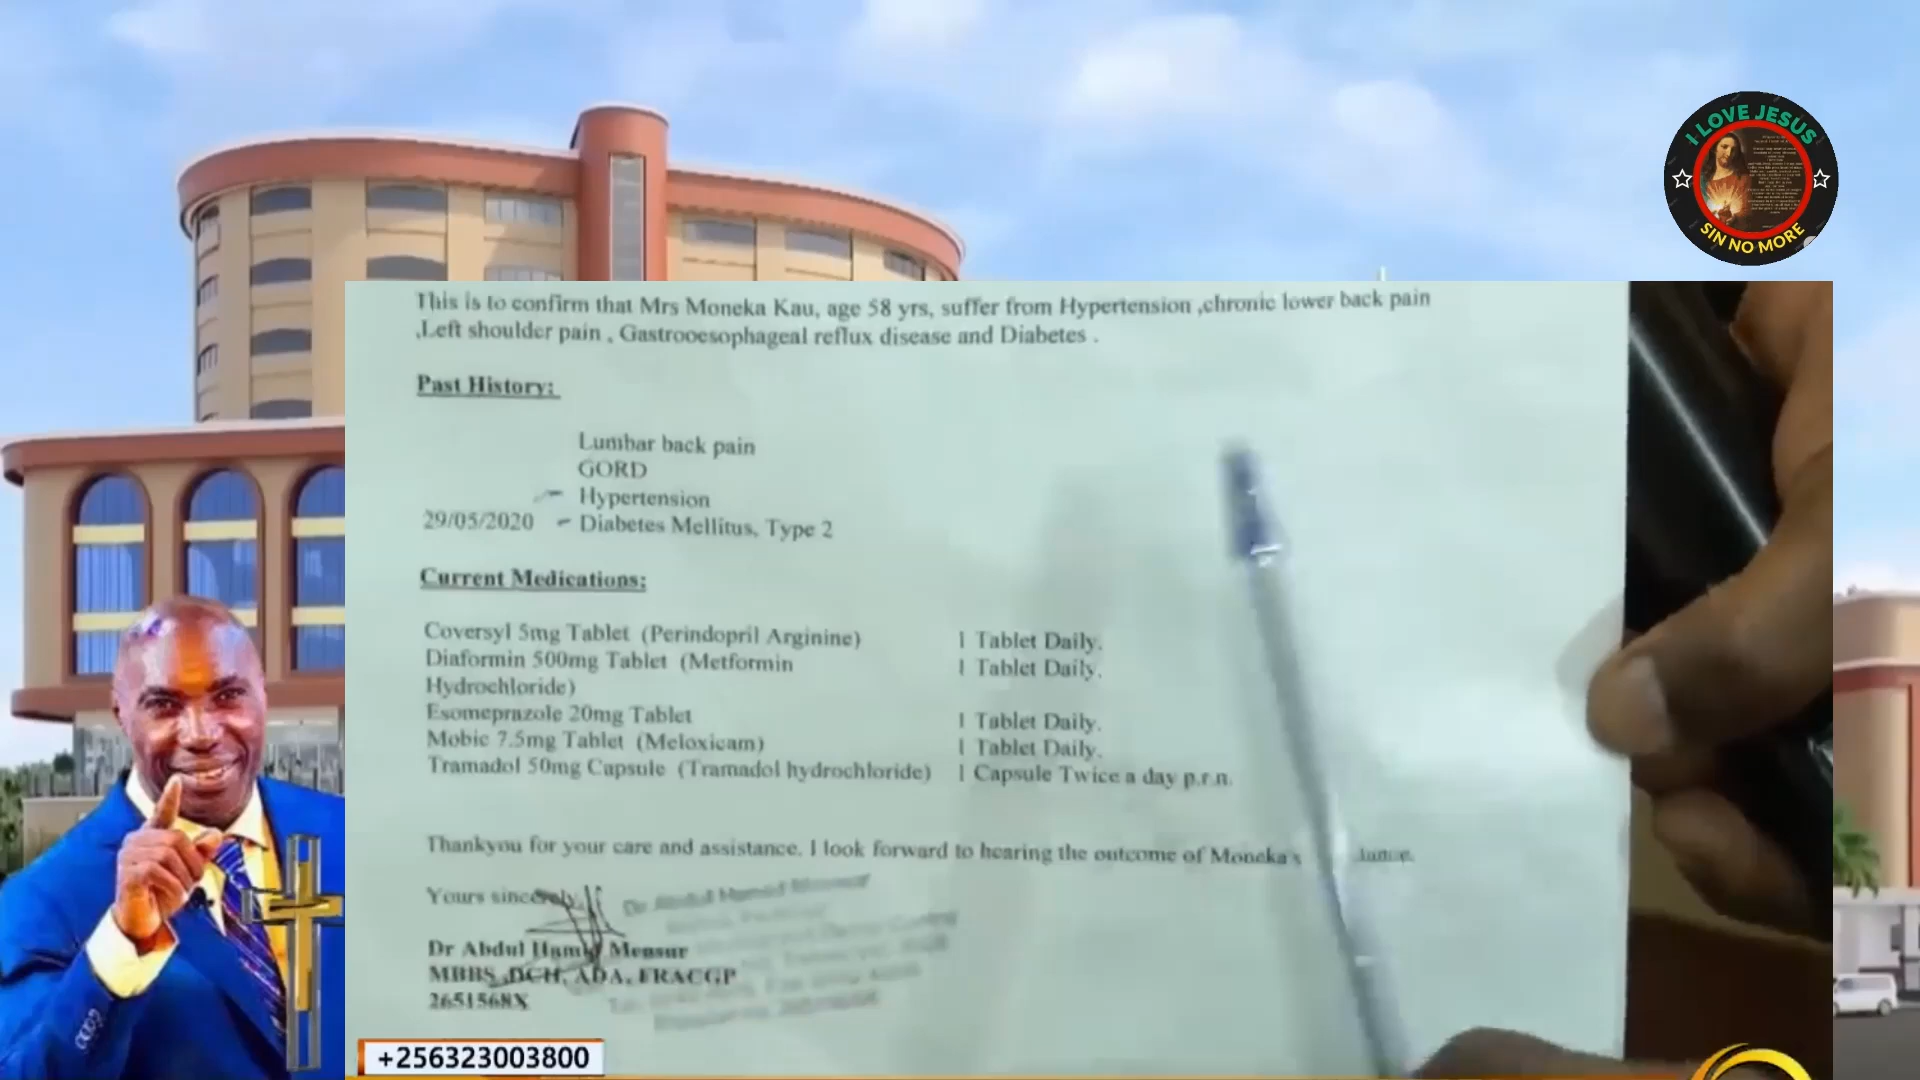 I LOVE JESUS
SIN NO MORE
This is to confirm that Mrs Moneka Kau, age 58 yrs, suffer from Hypertension ,chronic lower back pain
,Left shoulder pain , Gastrooesophageal reflux disease and Diabetes .
Past History:
Lumbar back pain
GORD
Hypertension
29/05/2020 Diabetes Mellitus, Type 2
Current Medications:
Coversyl 5mg Tablet (Perindopril Arginine) 1 Tablet Daily.
Diaformin 500mg Tablet (Metformin 1 Tablet Daily.
Hydrochloride)
Esomeprazole 20mg Tablet 1 Tablet Daily.
Mobic 7.5mg Tablet (Meloxicam) 1 Tablet Daily.
Tramadol 50mg Capsule (Tramadol hydrochloride) 1 Capsule Twice a day p.r.n.
Thankyou for your care and assistance. I look forward to hearing the outcome of Moneka's
Yours sincerely
Dr Abdul Hamid Mensur
MBBS, DCH, ADA, FRACGP
2651568X
+256323003800